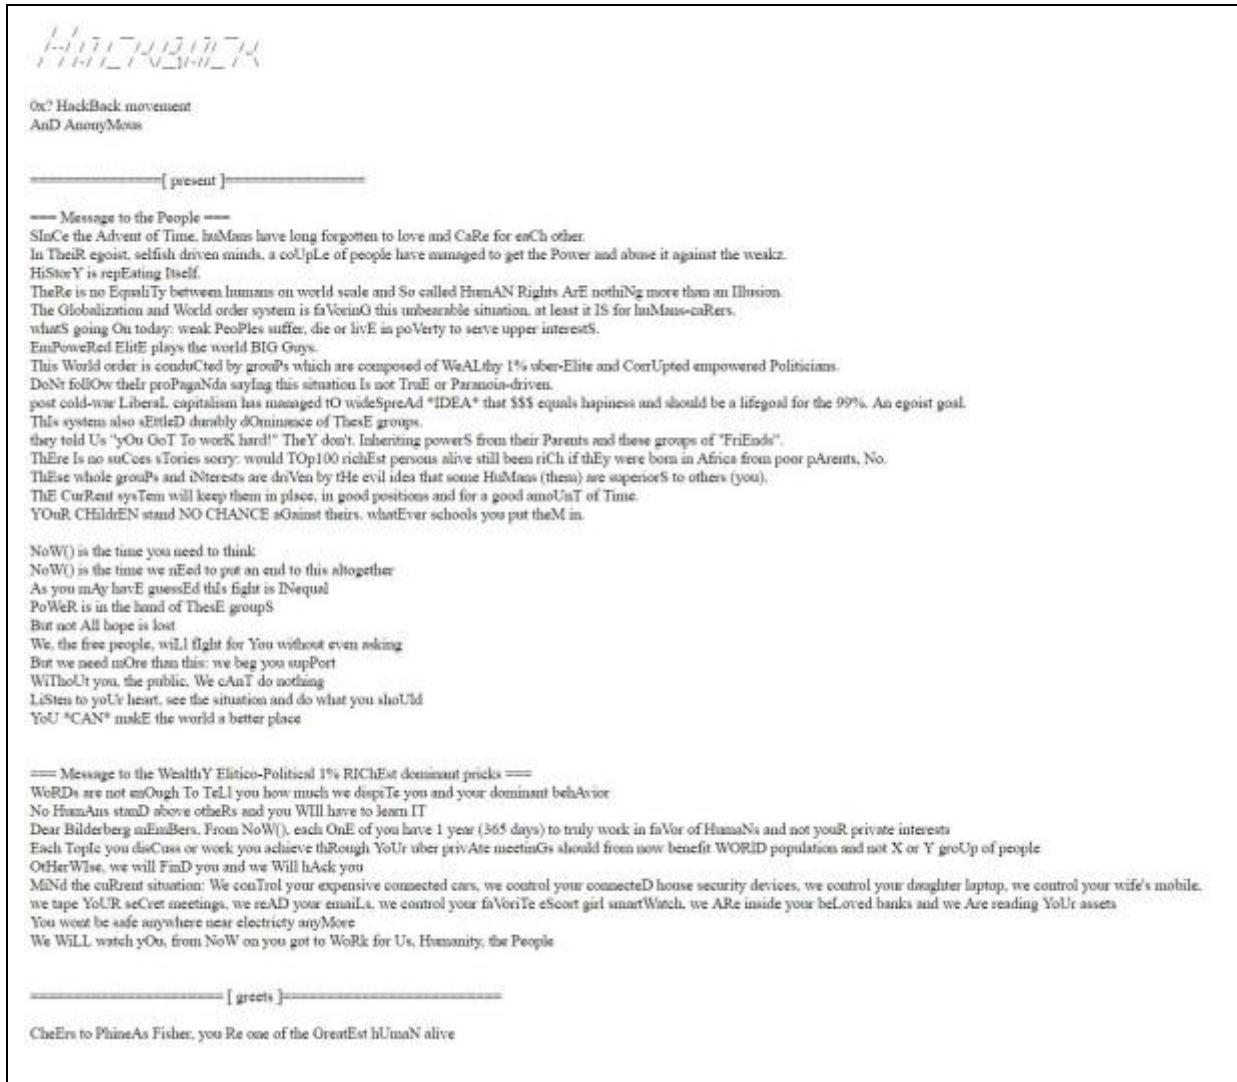 HackBack
0x? HackBack movement
AnD AnonyMous
================[ present ]=================
=== Message to the People ===
SInCe the Advent of Time, huMans have long forgotten to love and CaRe for enCh other.
In TheiR egoist, selfish driven minds, a coUpLe of people have managed to get the Power and abuse it against the weakz.
HiStorY is repEating Itself.
TheRe is no EqualiTy between humans on world scale and So called HumAN Rights ArE nothiNg more than an Illusion.
The Globalization and World order system is faVorinG this unbearable situation, at least it IS for huMans-caRers.
whatS going On today: weak PeoPles suffer, die or livE in poVerty to serve upper interestS.
EmPoweRed ElitE plays the world BIG Guys.
This World order is conduCted by grouPs which are composed of WeALthy 1% uber-Elite and CorrUpted empowered Politicians.
DoNt follOw theIr proPagaNda sayIng this situation Is not TruE or Paranoia-driven.
post cold-war LiberaL capitalism has managed tO wideSpreAd *IDEA* that $$$ equals hapiness and should be a lifegoal for the 99%. An egoist goal.
ThIs system also sEttleD durably dOminance of ThesE groups.
they told Us "yOu GoT To worK hard!" TheY don't. Inheriting powerS from their Parents and these groups of "FriEnds".
ThEre Is no suCces sTories sorry: would TOp100 richEst persons alive still been riCh if thEy were born in Africa from poor pArents, No.
ThEse whole grouPs and iNterests are driVen by tHe evil idea that some HuMans (them) are superiorS to others (you).
ThE CurRent sysTem will keep them in place, in good positions and for a good amoUnT of Time.
YOuR CHildrEN stand NO CHANCE aGainst theirs, whatEver schools you put theM in.
NoW() is the time you need to think
NoW() is the time we nEed to put an end to this altogether
As you mAy havE guessEd thIs fight is INequal
PoWeR is in the hand of ThesE groupS
But not All hope is lost
We, the free people, wiLl fIght for You without even asking
But we need mOre than this: we beg you supPort
WiThoUt you, the public, We cAnT do nothing
LiSten to yoUr heart, see the situation and do what you shoUld
YoU *CAN* makE the world a better place
=== Message to the WealthY Elitico-Political 1% RIChEst dominant pricks ===
WoRDs are not enOugh To TeLl you how much we dispiTe you and your dominant behAvior
No HumAns stanD above otheRs and you WIll have to learn IT
Dear Bilderberg mEmBers, From NoW(), each OnE of you have 1 year (365 days) to truly work in faVor of HumaNs and not youR private interests
Each TopIc you disCuss or work you achieve thRough YoUr uber privAte meetinGs should from now benefit WORlD population and not X or Y groUp of people
OtHerWIse, we will FinD you and we Will hAck you
MiNd the cuRrent situation: We conTrol your expensive connected cars, we control your connecteD house security devices, we control your daughter laptop, we control your wife's mobile,
we tape YoUR seCret meetings, we reAD your emaiLs, we control your faVoriTe eScort girl smartWatch, we ARe inside your beLoved banks and we Are reading YoUr assets
You wont be safe anywhere near electricty anyMore
We WiLL watch yOu, from NoW on you got to WoRk for Us, Humanity, the People
======================= [ greets ]==========================
CheErs to PhineAs Fisher, you Re one of the GreatEst hUmaN alive